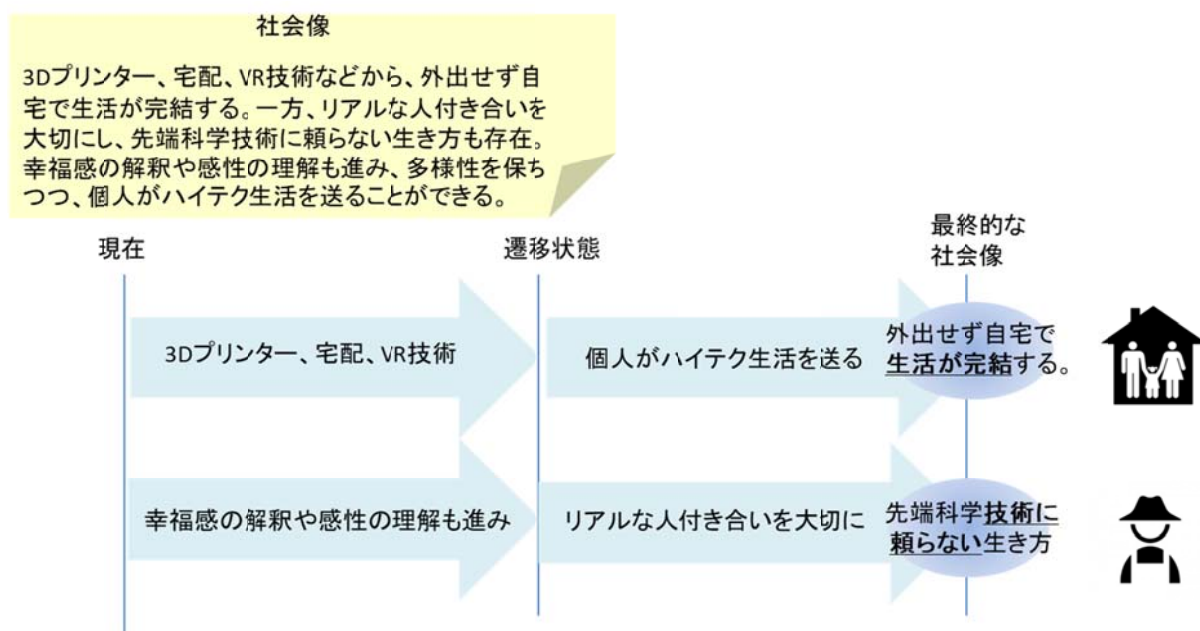 社会像
3Dプリンター、宅配、VR技術などから、外出せず自
宅で生活が完結する。一方、リアルな人付き合いを
大切にし、先端科学技術に頼らない生き方も存在。
幸福感の解釈や感性の理解も進み、多様性を保ち
つつ、個人がハイテク生活を送ることができる。
現在
遷移状態
最終的な
社会像
3Dプリンター、宅配、VR技術
個人がハイテク生活を送る
外出せず自宅で
生活が完結する。
幸福感の解釈や感性の理解も進み
リアルな人付き合いを大切に
先端科学技術に
頼らない生き方